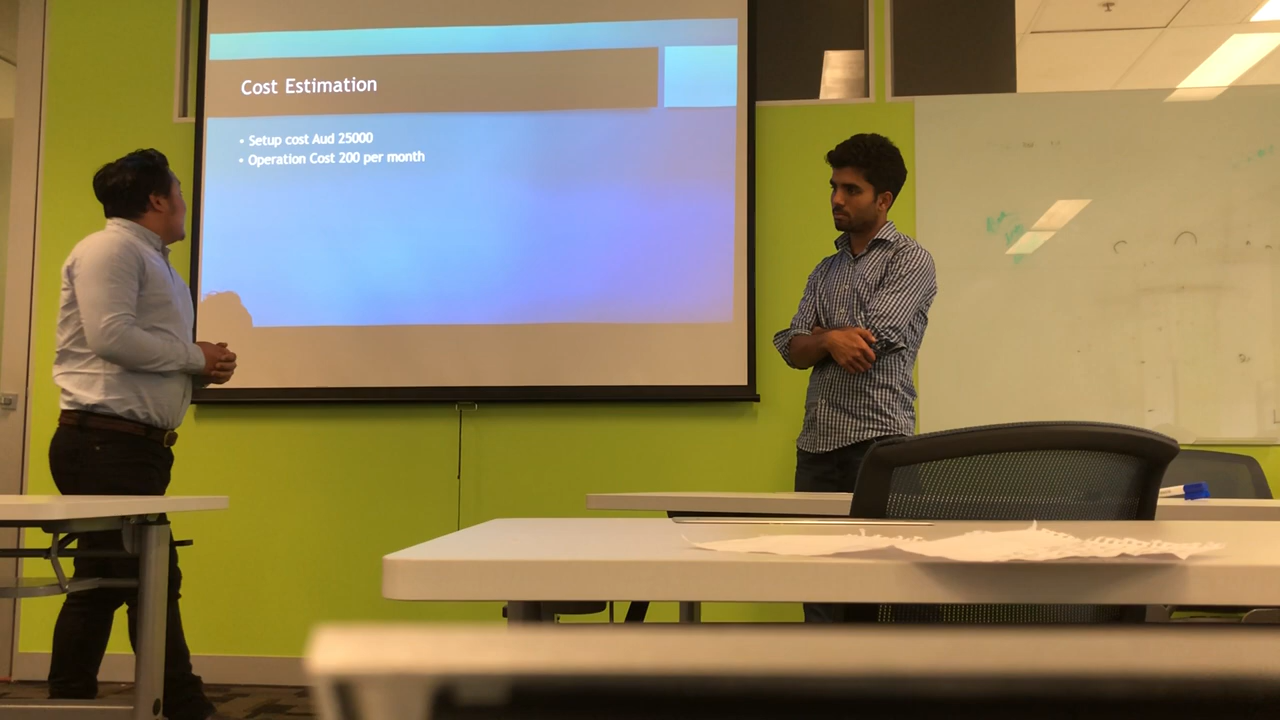 Cost Estimation
• Setup cost Aud 25000
• Operation Cost 200 per month